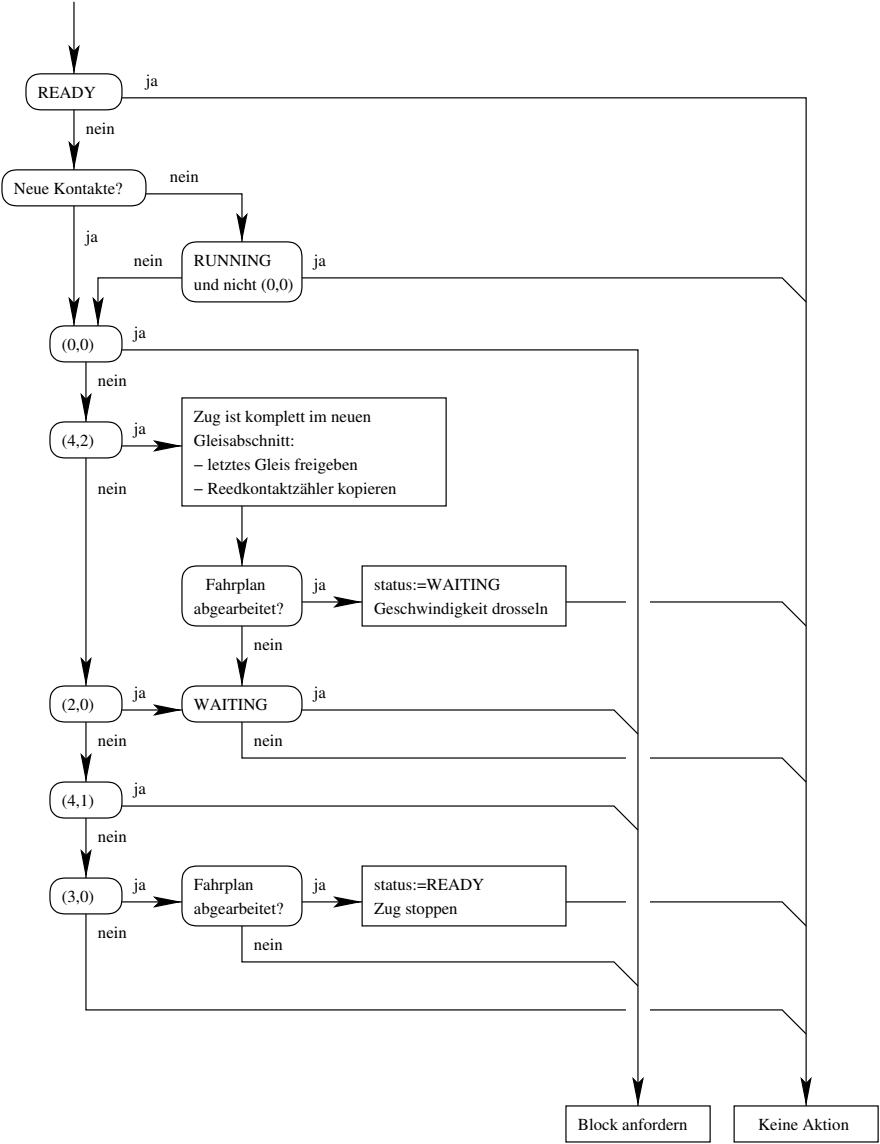 READY
ja
nein
Neue Kontakte?
nein
ja
nein
RUNNING
und nicht (0,0)
ja
(0,0)
ja
nein
(4,2)
ja
Zug ist komplett im neuen
Gleisabschnitt:
– letztes Gleis freigeben
– Reedkontaktzähler kopieren
nein
Fahrplan
abgearbeitet?
ja
status:=WAITING
Geschwindigkeit drosseln
nein
(2,0)
ja
WAITING
ja
nein
nein
(4,1)
ja
nein
(3,0)
ja
Fahrplan
abgearbeitet?
ja
status:=READY
Zug stoppen
nein
nein
Block anfordern
Keine Aktion